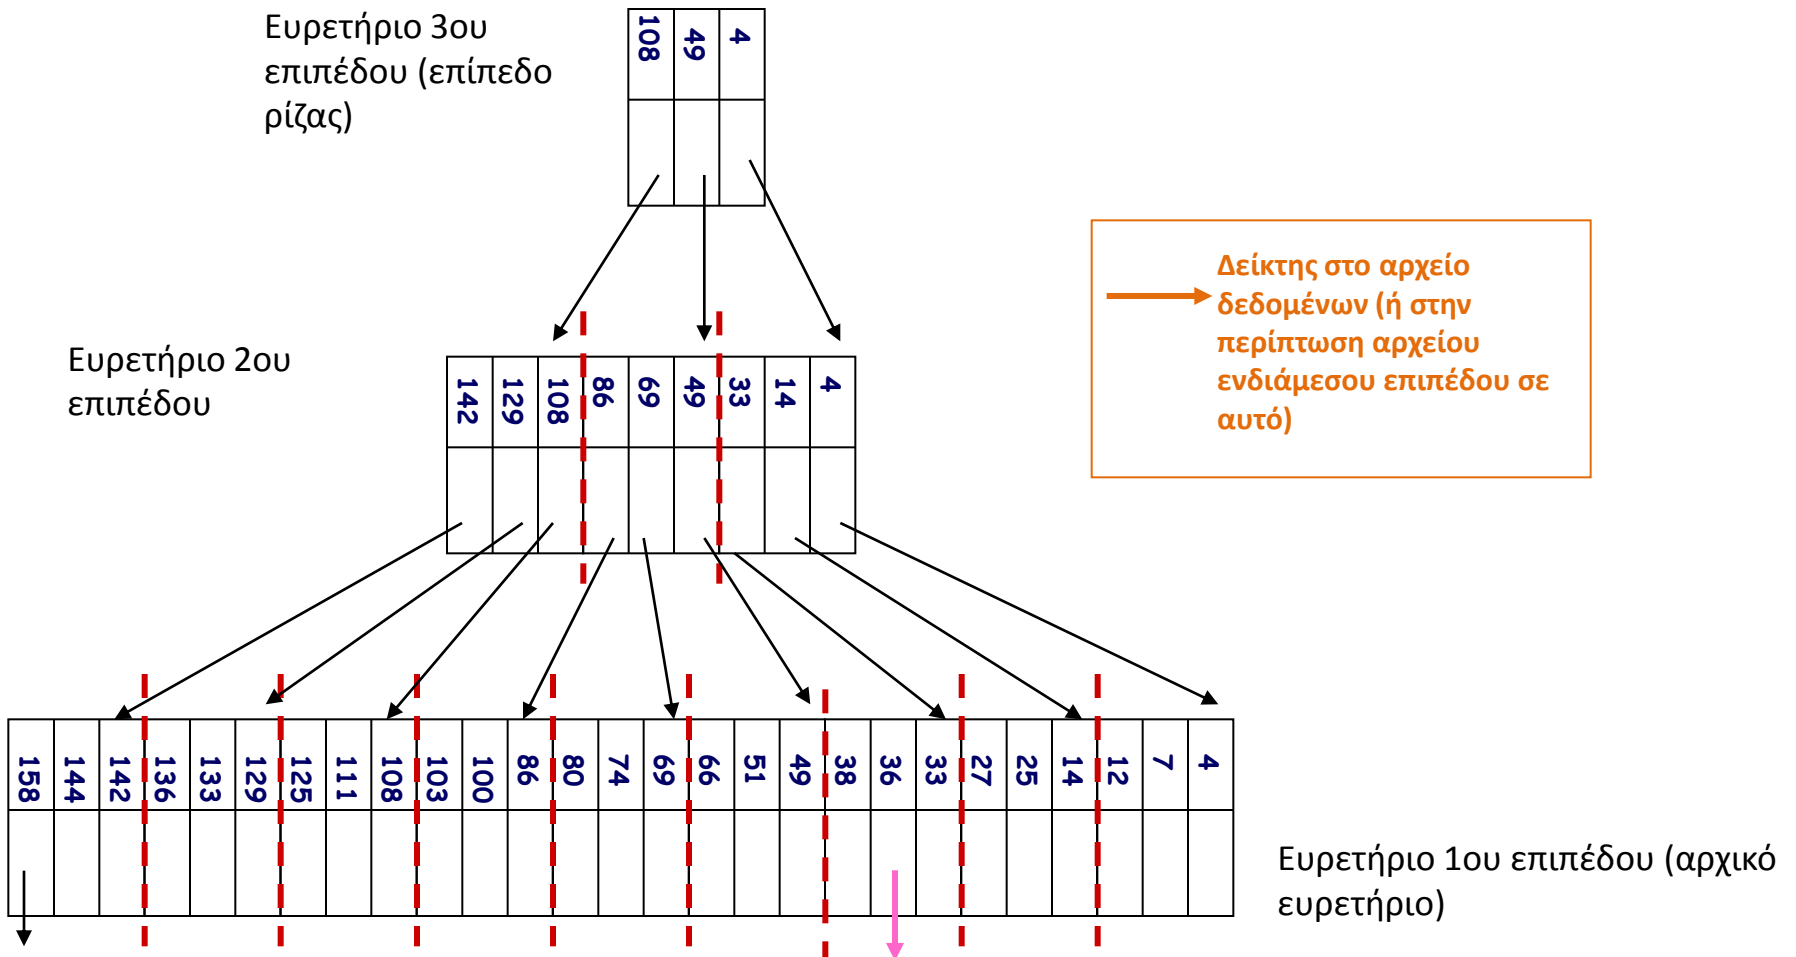 Ευρετήριο 3ου
επιπέδου (επίπεδο
ρίζας)
108 49 4
Δείκτης στο αρχείο
δεδομένων (ή στην
περίπτωση αρχείου
ενδιάμεσου επιπέδου σε
αυτό)
Ευρετήριο 2ου
επιπέδου
142 129 108 86 69 49 33 14 4
158 144 142 136 133 129 125 111 108 103 100 86 80 74 69 66 51 49 38 36 33 27 25 14 12 7 4
Ευρετήριο 1ου επιπέδου (αρχικό
ευρετήριο)